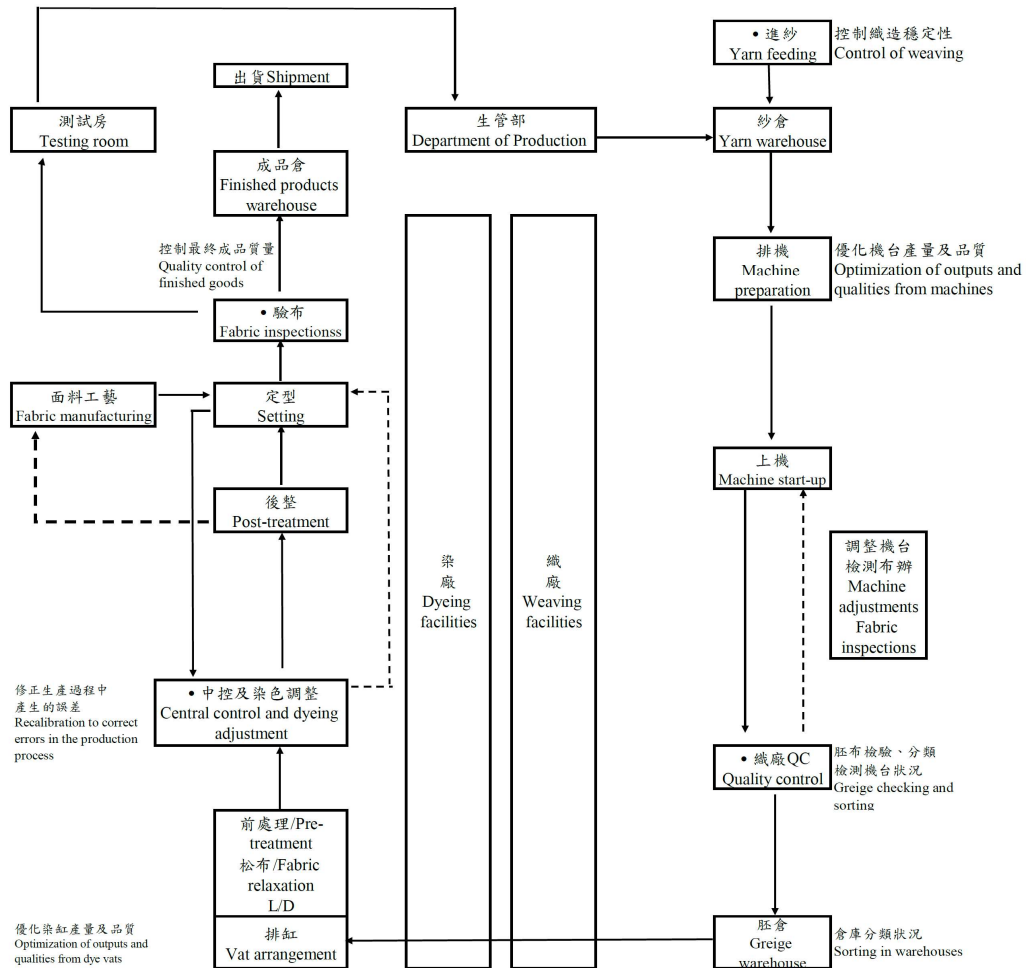 • 進紗
Yarn feeding
控制織造穩定性
Control of weaving
出貨Shipment
測試房
Testing room
生管部
Department of Production
紗倉
Yarn warehouse
成品倉
Finished products
warehouse
控制最終成品質量
Quality control of
finished goods
排機
Machine
preparation
優化機台產量及品質
Optimization of outputs and
qualities from machines
• 驗布
Fabric inspectionss
面料工藝
Fabric manufacturing
定型
Setting
上機
Machine start-up
後整
Post-treatment
染
廠
Dyeing
facilities
織
廠
Weaving
facilities
調整機台
檢測布辦
Machine
adjustments
Fabric
inspections
修正生產過程中
產生的誤差
Recalibration to correct
errors in the production
process
• 中控及染色調整
Central control and dyeing
adjustment
• 織廠QC
Quality control
胚布檢驗、分類
檢測機台狀況
Greige checking and
sorting
前處理/Pre-
treatment
松布/Fabric
relaxation
L/D
優化染缸產量及品質
Optimization of outputs and
qualities from dye vats
排缸
Vat arrangement
胚倉
Greige
warehouse
倉庫分類狀況
Sorting in warehouses